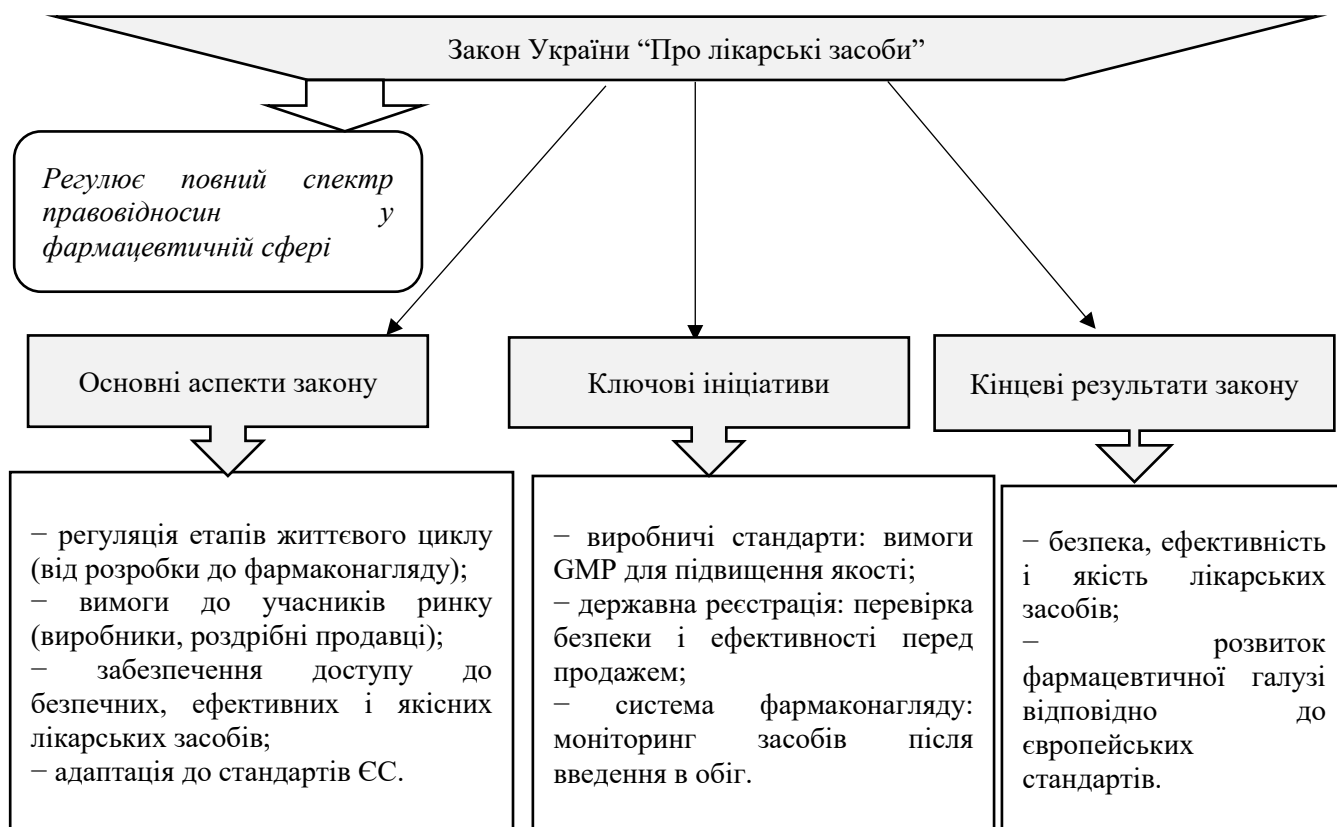 Закон України “Про лікарські засоби”
Регулює повний спектр
правовідносин у
фармацевтичній сфері
Основні аспекти закону
Ключові ініціативи
Кінцеві результати закону
− регуляція етапів життєвого циклу
(від розробки до фармаконагляду);
− вимоги до учасників ринку
(виробники, роздрібні продавці);
− забезпечення доступу до
безпечних, ефективних і якісних
лікарських засобів;
− адаптація до стандартів ЄС.
− виробничі стандарти: вимоги
GMP для підвищення якості;
− державна реєстрація: перевірка
безпеки і ефективності перед
продажем;
− система фармаконагляду:
моніторинг засобів після
введення в обіг.
− безпека, ефективність
і якість лікарських
засобів;
− розвиток
фармацевтичної галузі
відповідно до
європейських
стандартів.